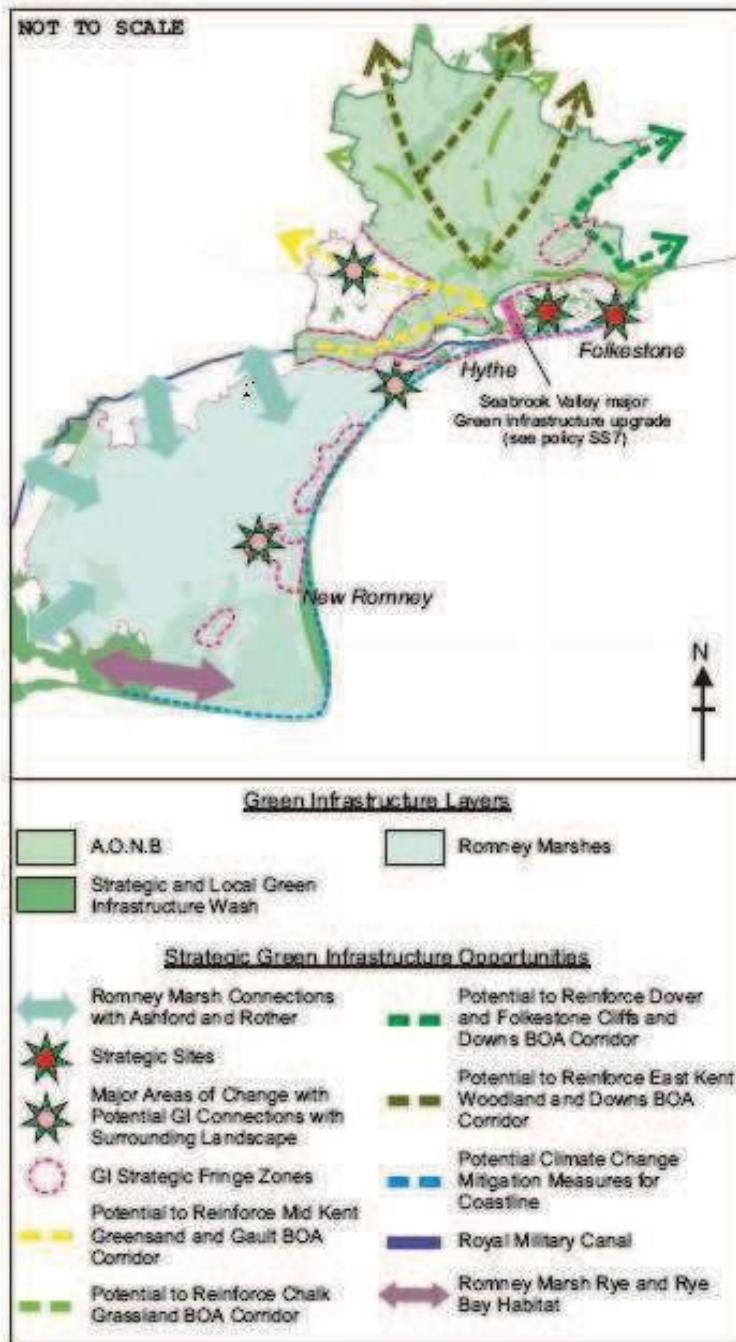 NOT TO SCALE
Folkestone
Hythe
Seabrook Valley major
Green Infrastructure upgrade
(see policy SS7)
New Romney
N
Green Infrastructure Layers
A.O.N.B
Romney Marshes
Strategic and Local Green
Infrastructure Wash
Strategic Green Infrastructure Opportunities
Romney Marsh Connections
with Ashford and Rother
Strategic Sites
Major Areas of Change with
Potential GI Connections with
Surrounding Landscape
GI Strategic Fringe Zones
Potential to Reinforce Mid Kent
Greensand and Gault BOA
Corridor
Potential to Reinforce Chalk
Grassland BOA Corridor
Potential to Reinforce Dover
and Folkestone Cliffs and
Downs BOA Corridor
Potential to Reinforce East Kent
Woodland and Downs BOA
Corridor
Potential Climate Change
Mitigation Measures for
Coastline
Royal Military Canal
Romney Marsh Rye and Rye
Bay Habitat